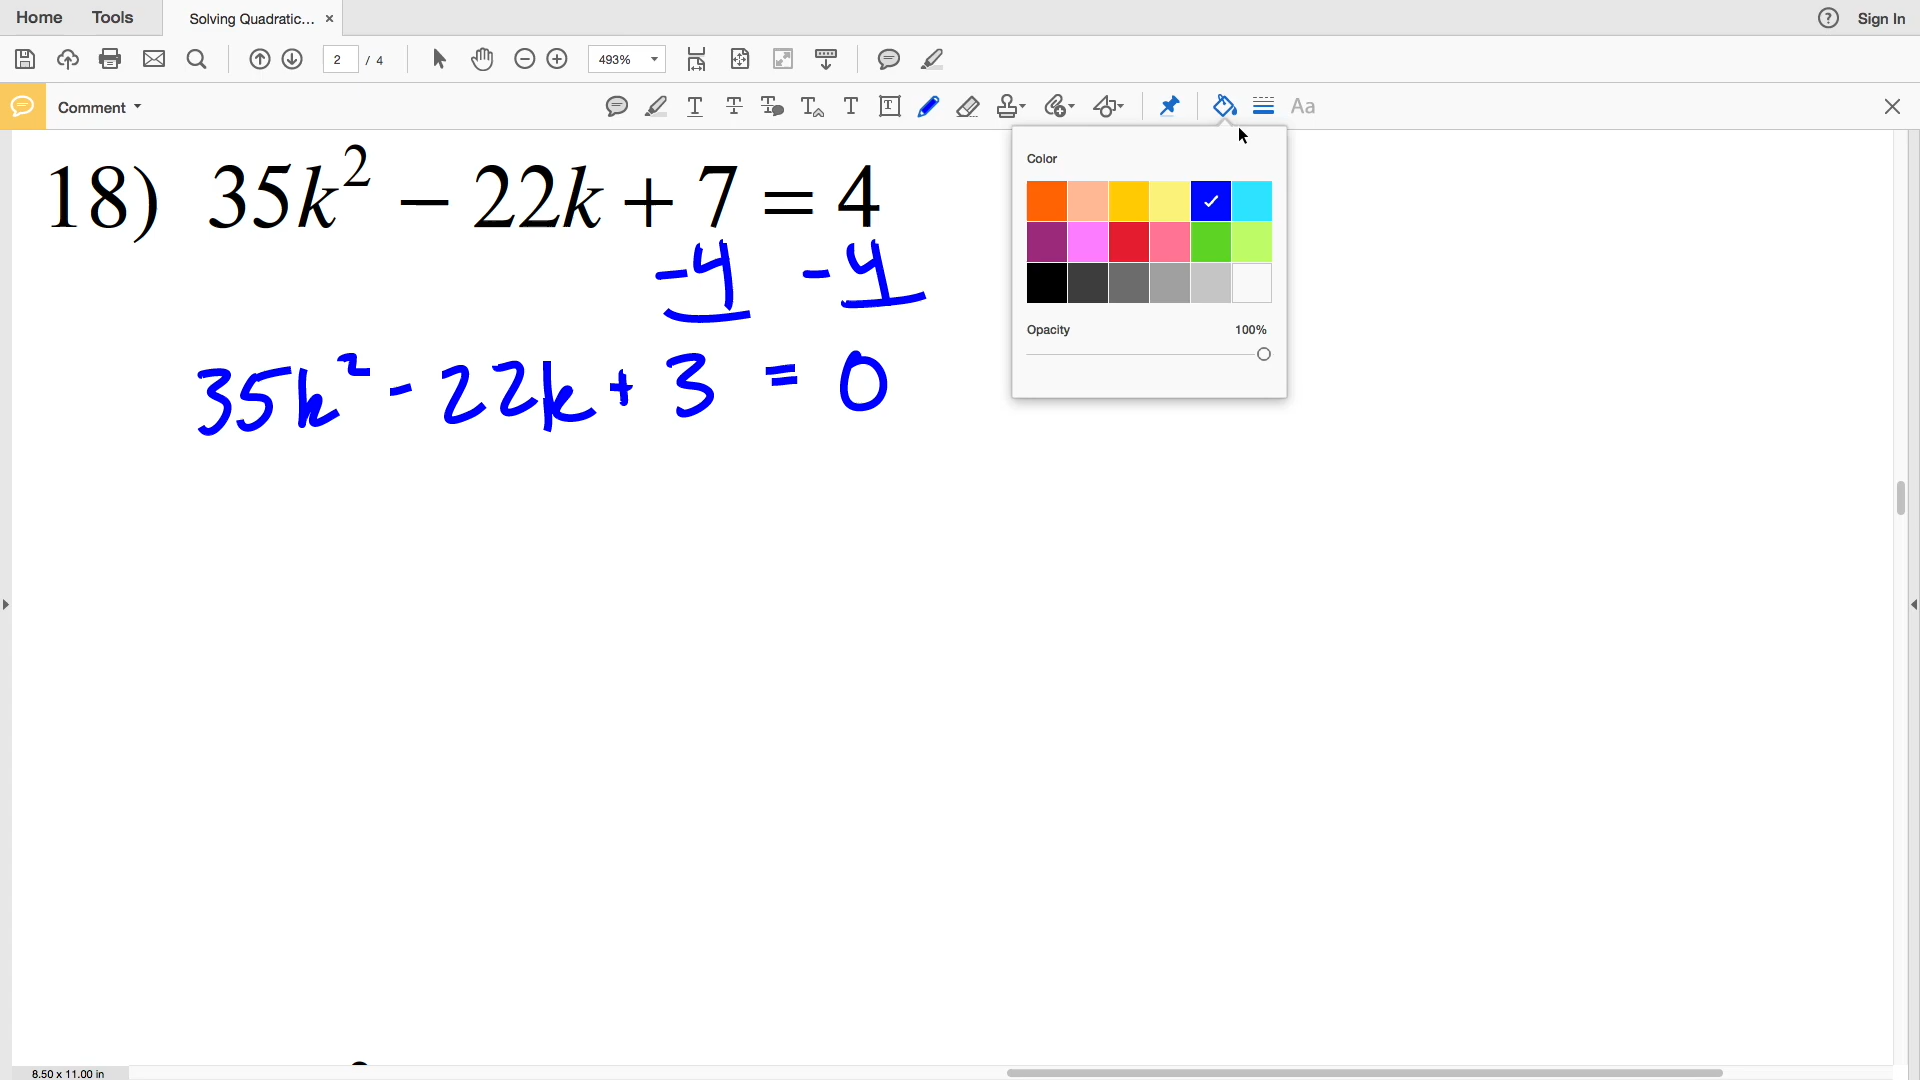 Home Tools Solving Quadratic... × ? Sign In
2 / 4 493%
Comment Aa
18) 35k² − 22k + 7 = 4
-4 -4
35k² - 22k + 3 = 0
Color
Opacity 100%
8.50 x 11.00 in